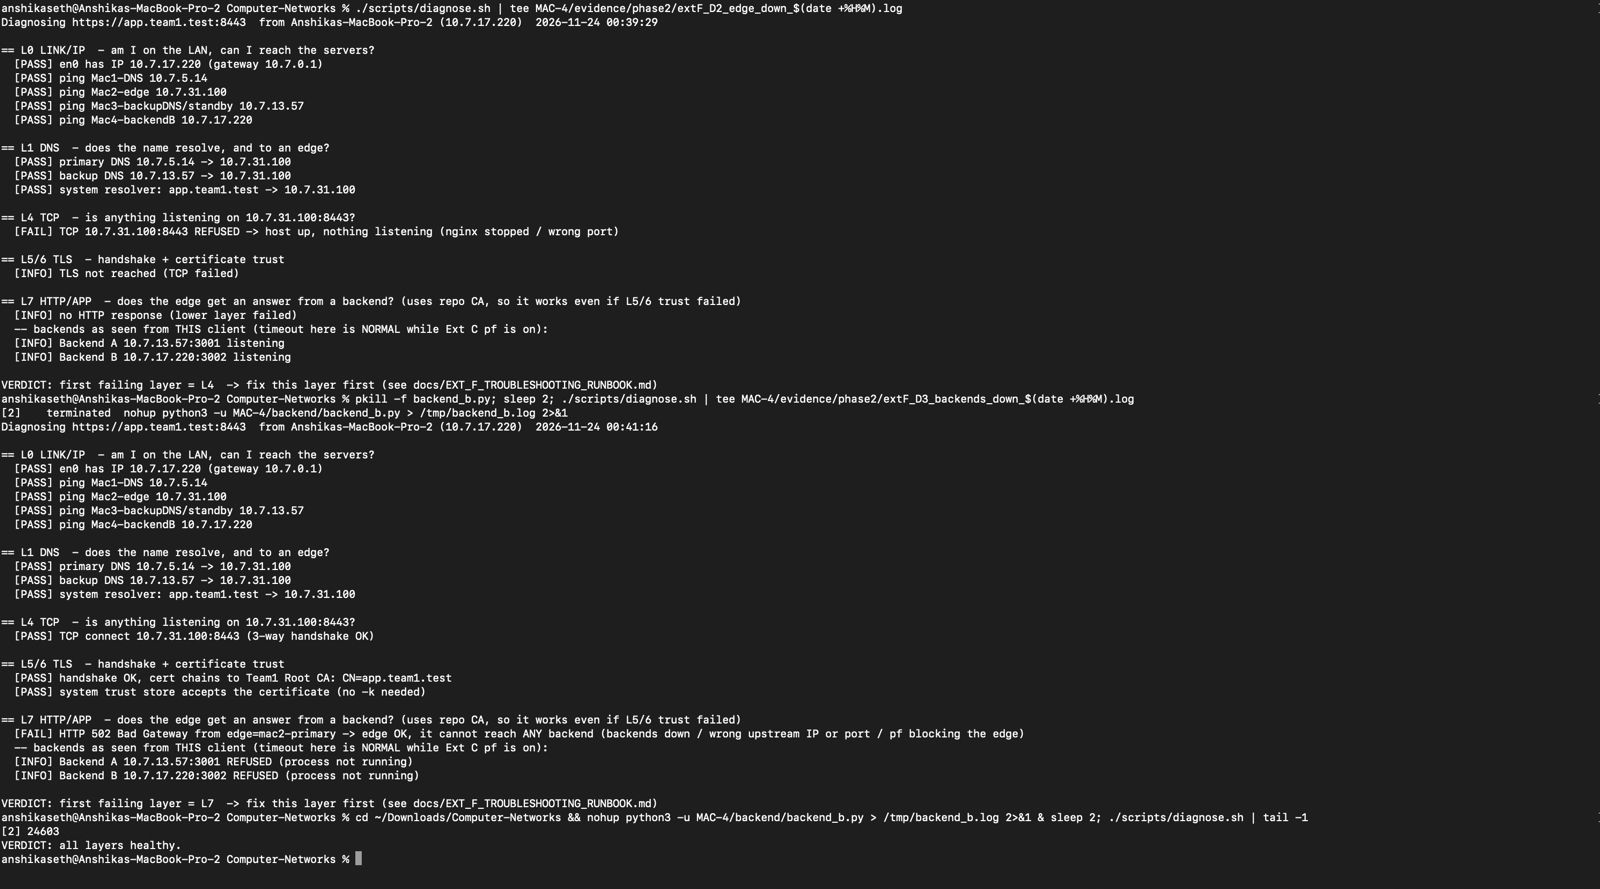 anshikaseth@Anshikas-MacBook-Pro-2 Computer-Networks % ./scripts/diagnose.sh | tee MAC-4/evidence/phase2/extF_D2_edge_down_$(date +%H%M).log
Diagnosing https://app.team1.test:8443  from Anshikas-MacBook-Pro-2 (10.7.17.220)  2026-11-24 00:39:29

== L0 LINK/IP  - am I on the LAN, can I reach the servers?
  [PASS] en0 has IP 10.7.17.220 (gateway 10.7.0.1)
  [PASS] ping Mac1-DNS 10.7.5.14
  [PASS] ping Mac2-edge 10.7.31.100
  [PASS] ping Mac3-backupDNS/standby 10.7.13.57
  [PASS] ping Mac4-backendB 10.7.17.220

== L1 DNS  - does the name resolve, and to an edge?
  [PASS] primary DNS 10.7.5.14 -> 10.7.31.100
  [PASS] backup DNS 10.7.13.57 -> 10.7.31.100
  [PASS] system resolver: app.team1.test -> 10.7.31.100

== L4 TCP  - is anything listening on 10.7.31.100:8443?
  [FAIL] TCP 10.7.31.100:8443 REFUSED -> host up, nothing listening (nginx stopped / wrong port)

== L5/6 TLS  - handshake + certificate trust
  [INFO] TLS not reached (TCP failed)

== L7 HTTP/APP  - does the edge get an answer from a backend? (uses repo CA, so it works even if L5/6 trust failed)
  [INFO] no HTTP response (lower layer failed)
  -- backends as seen from THIS client (timeout here is NORMAL while Ext C pf is on):
  [INFO] Backend A 10.7.13.57:3001 listening
  [INFO] Backend B 10.7.17.220:3002 listening

VERDICT: first failing layer = L4  -> fix this layer first (see docs/EXT_F_TROUBLESHOOTING_RUNBOOK.md)
anshikaseth@Anshikas-MacBook-Pro-2 Computer-Networks % pkill -f backend_b.py; sleep 2; ./scripts/diagnose.sh | tee MAC-4/evidence/phase2/extF_D3_backends_down_$(date +%H%M).log
[2]    terminated  nohup python3 -u MAC-4/backend/backend_b.py > /tmp/backend_b.log 2>&1
Diagnosing https://app.team1.test:8443  from Anshikas-MacBook-Pro-2 (10.7.17.220)  2026-11-24 00:41:16

== L0 LINK/IP  - am I on the LAN, can I reach the servers?
  [PASS] en0 has IP 10.7.17.220 (gateway 10.7.0.1)
  [PASS] ping Mac1-DNS 10.7.5.14
  [PASS] ping Mac2-edge 10.7.31.100
  [PASS] ping Mac3-backupDNS/standby 10.7.13.57
  [PASS] ping Mac4-backendB 10.7.17.220

== L1 DNS  - does the name resolve, and to an edge?
  [PASS] primary DNS 10.7.5.14 -> 10.7.31.100
  [PASS] backup DNS 10.7.13.57 -> 10.7.31.100
  [PASS] system resolver: app.team1.test -> 10.7.31.100

== L4 TCP  - is anything listening on 10.7.31.100:8443?
  [PASS] TCP connect 10.7.31.100:8443 (3-way handshake OK)

== L5/6 TLS  - handshake + certificate trust
  [PASS] handshake OK, cert chains to Team1 Root CA: CN=app.team1.test
  [PASS] system trust store accepts the certificate (no -k needed)

== L7 HTTP/APP  - does the edge get an answer from a backend? (uses repo CA, so it works even if L5/6 trust failed)
  [FAIL] HTTP 502 Bad Gateway from edge=mac2-primary -> edge OK, it cannot reach ANY backend (backends down / wrong upstream IP or port / pf blocking the edge)
  -- backends as seen from THIS client (timeout here is NORMAL while Ext C pf is on):
  [INFO] Backend A 10.7.13.57:3001 REFUSED (process not running)
  [INFO] Backend B 10.7.17.220:3002 REFUSED (process not running)

VERDICT: first failing layer = L7  -> fix this layer first (see docs/EXT_F_TROUBLESHOOTING_RUNBOOK.md)
anshikaseth@Anshikas-MacBook-Pro-2 Computer-Networks % cd ~/Downloads/Computer-Networks && nohup python3 -u MAC-4/backend/backend_b.py > /tmp/backend_b.log 2>&1 & sleep 2; ./scripts/diagnose.sh | tail -1
[2] 24603
VERDICT: all layers healthy.
anshikaseth@Anshikas-MacBook-Pro-2 Computer-Networks %